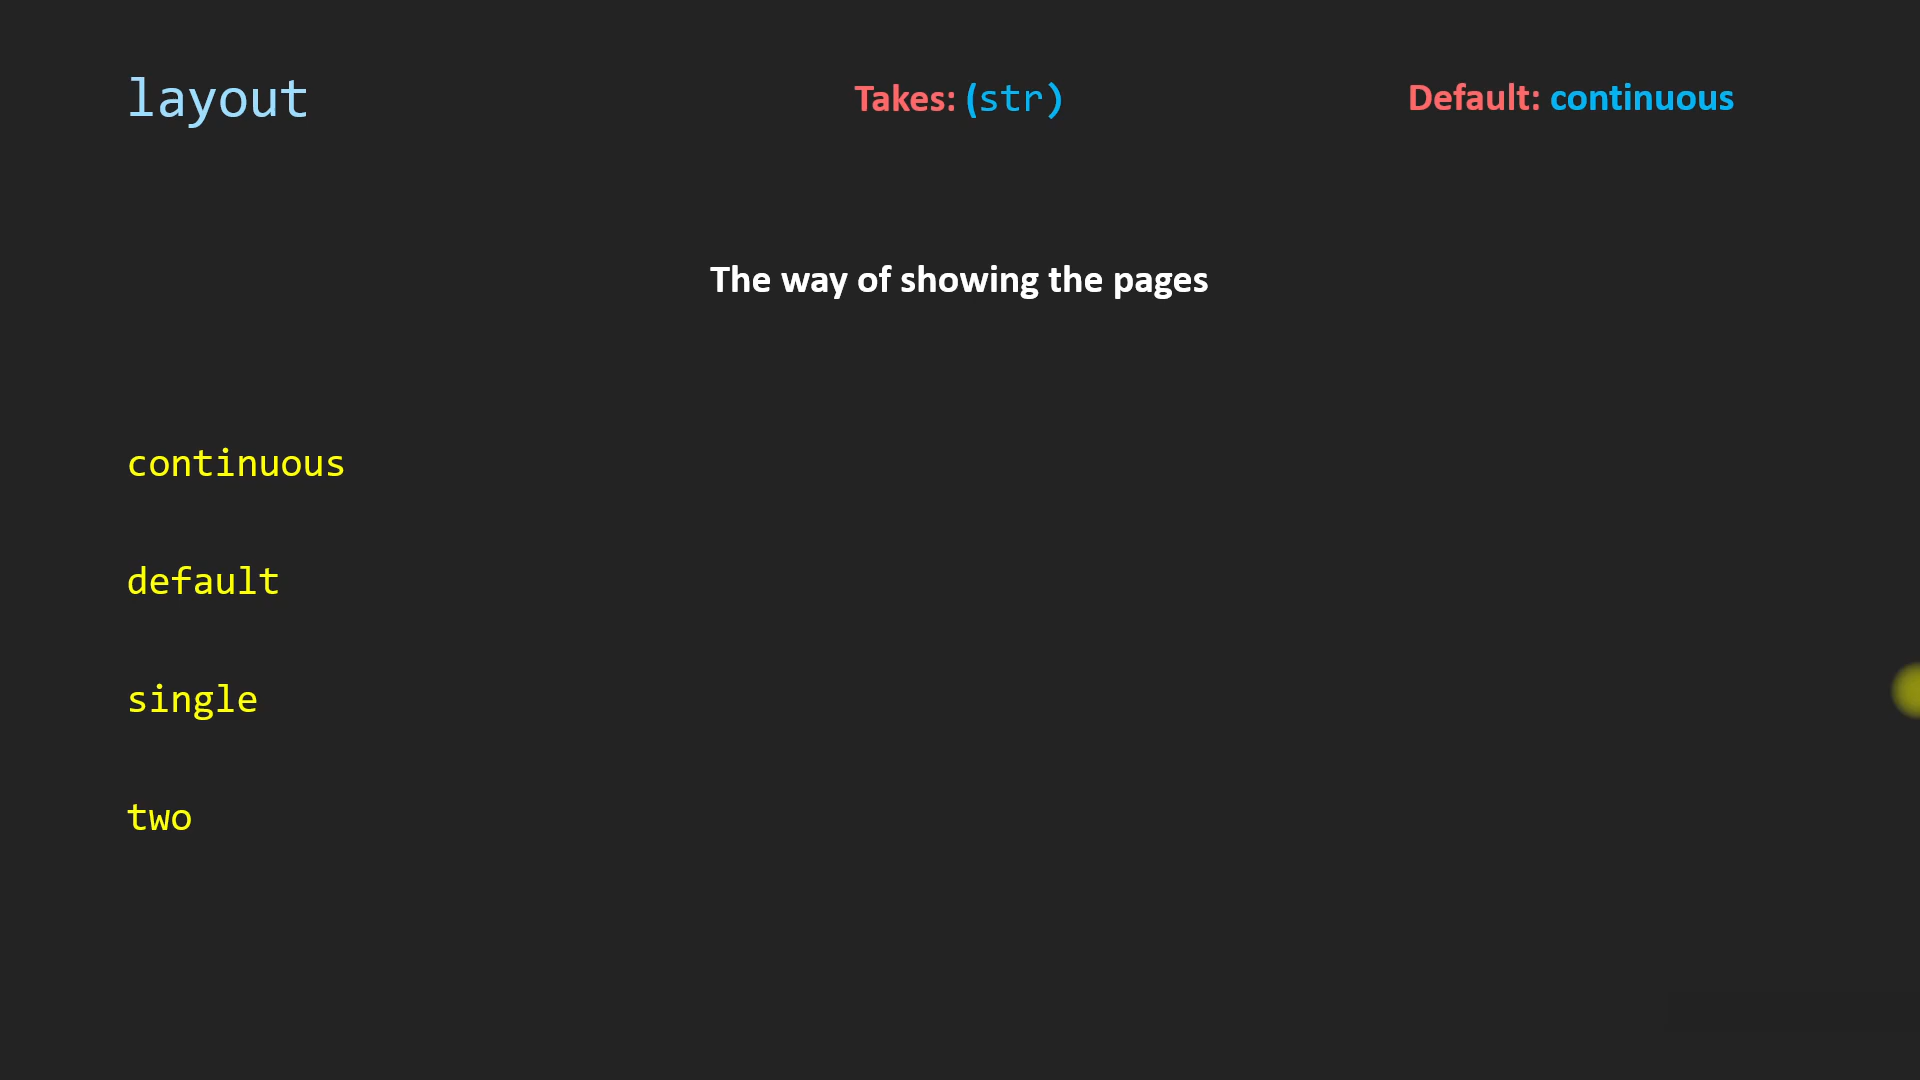 layout Takes: (str) Default: continuous
The way of showing the pages
continuous
default
single
two